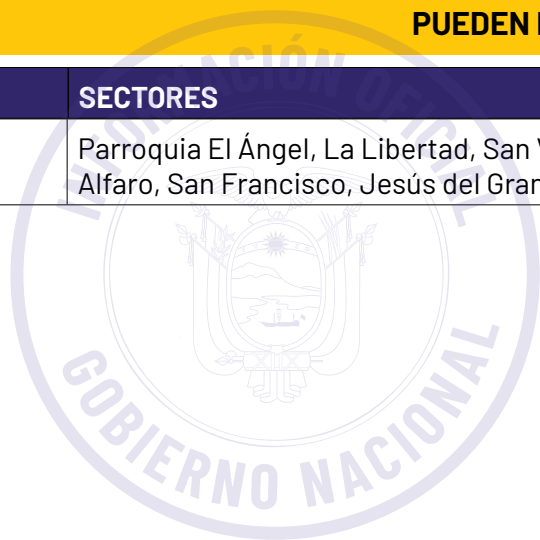 PUEDEN
SECTORES
Parroquia El Ángel, La Libertad, San
Alfaro, San Francisco, Jesús del Gran
INFORMACIÓN OFICIAL
GOBIERNO NACIONAL